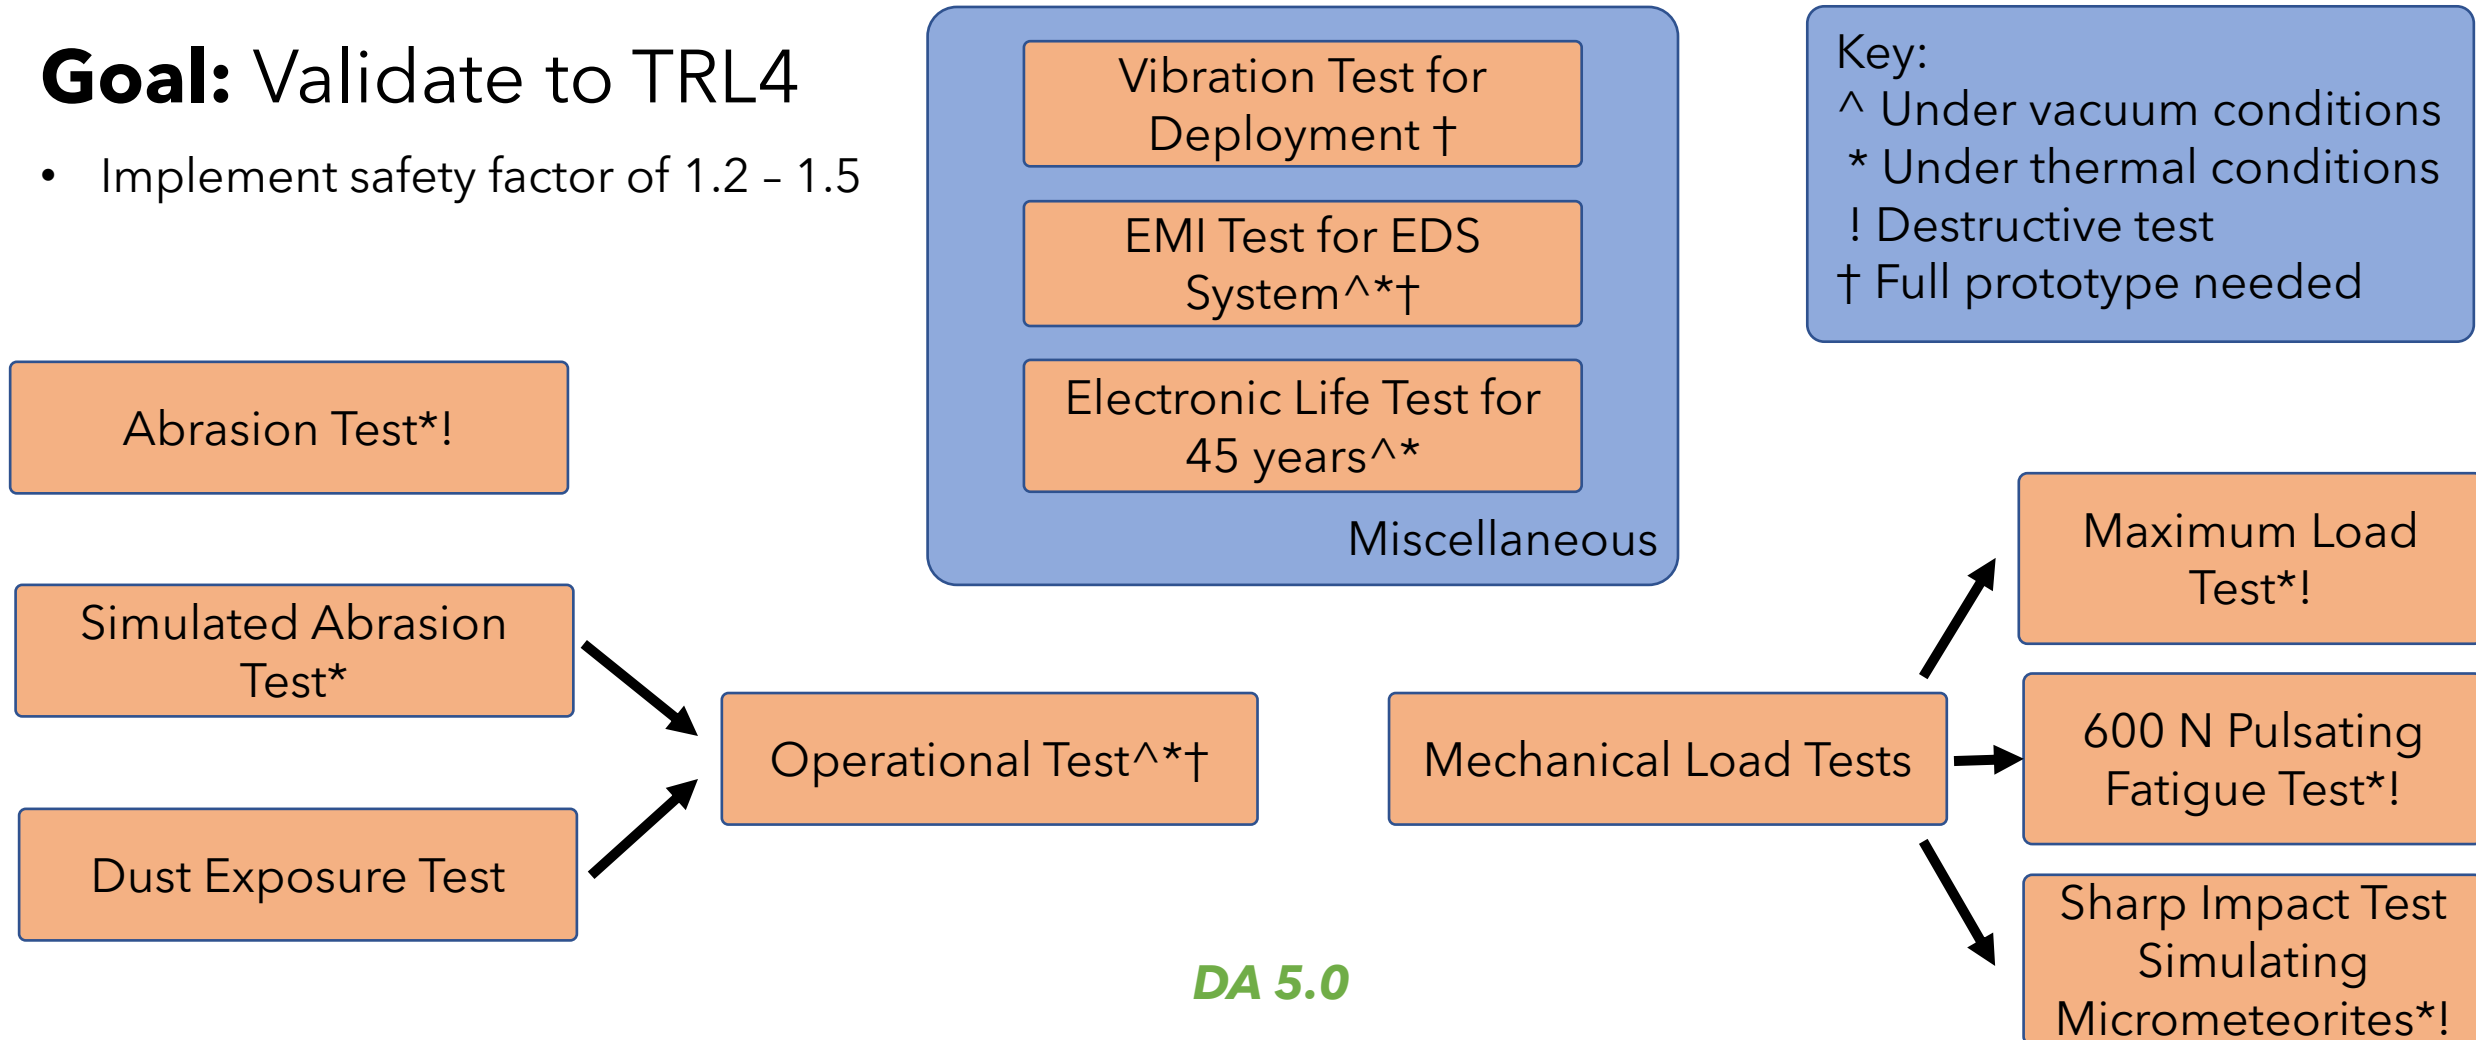 Goal: Validate to TRL4
• Implement safety factor of 1.2 – 1.5
Vibration Test for
Deployment †
EMI Test for EDS
System^*†
Electronic Life Test for
45 years^*
Miscellaneous
Key:
^ Under vacuum conditions
* Under thermal conditions
! Destructive test
† Full prototype needed
Abrasion Test*!
Simulated Abrasion
Test*
Dust Exposure Test
Operational Test^*†
Mechanical Load Tests
Maximum Load
Test*!
600 N Pulsating
Fatigue Test*!
Sharp Impact Test
Simulating
Micrometeorites*!
DA 5.0